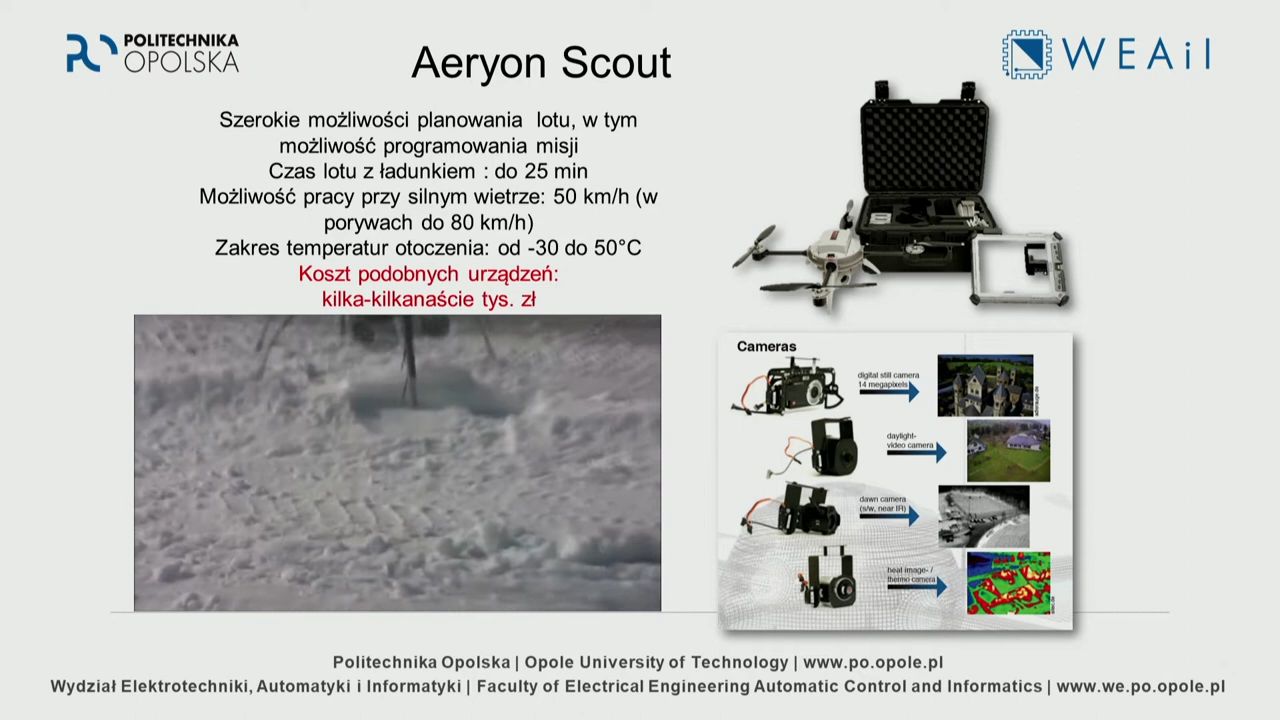 POLITECHNIKA
OPOLSKA
Aeryon Scout
WEAiI
Szerokie możliwości planowania lotu, w tym
możliwość programowania misji
Czas lotu z ładunkiem : do 25 min
Możliwość pracy przy silnym wietrze: 50 km/h (w
porywach do 80 km/h)
Zakres temperatur otoczenia: od -30 do 50°C
Koszt podobnych urządzeń:
kilka-kilkanaście tys. zł
Cameras
digital still camera
14 megapixels
daylight-
video camera
dawn camera
(s/w, near IR)
heat image- /
thermo camera
Politechnika Opolska | Opole University of Technology | www.po.opole.pl
Wydział Elektrotechniki, Automatyki i Informatyki | Faculty of Electrical Engineering Automatic Control and Informatics | www.we.po.opole.pl